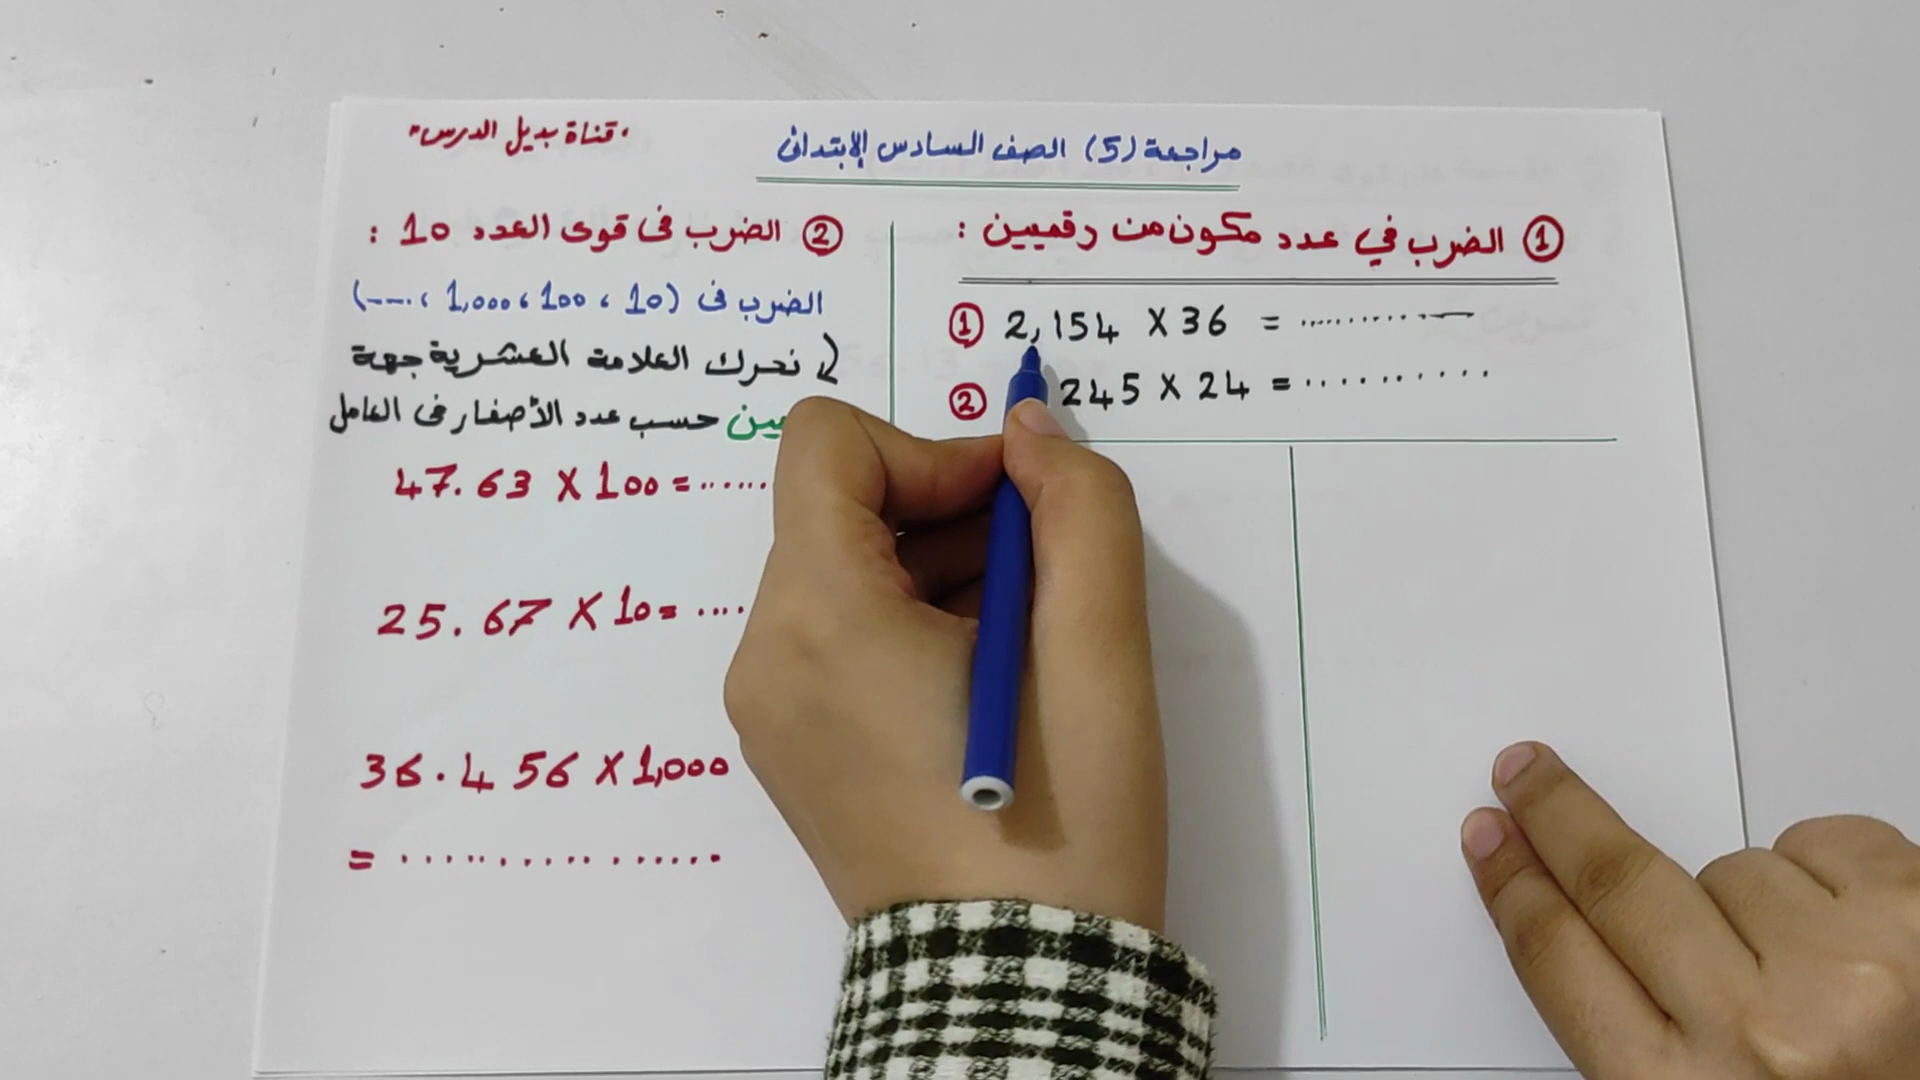 مراجعة (5) الصف السادس الإبتدائى
"قناة بديل الدرس"
① الضرب في عدد مكون من رقميين :
① 2,154 X 36 = ..............
② 245 X 24 = ..........
② الضرب فى قوى العدد 10 :
الضرب فى (10 ، 100 ، 1,000 ، ....)
نحرك العلامة العشرية جهة
حسب عدد الأصفار فى العامل
47.63 X 100 = ......
25.67 X 10 = ....
36.456 X 1,000
= ................